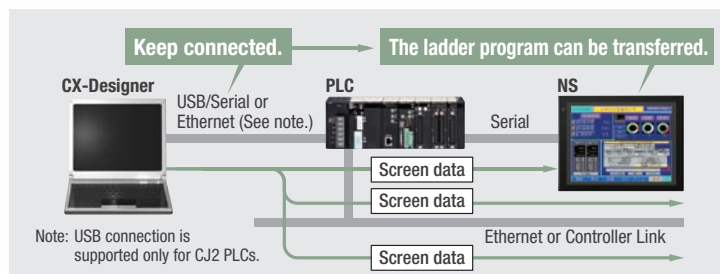 Keep connected.
The ladder program can be transferred.
CX-Designer
PLC
NS
USB/Serial or
Ethernet (See note.)
Serial
Screen data
Screen data
Ethernet or Controller Link
Screen data
Note: USB connection is
supported only for CJ2 PLCs.